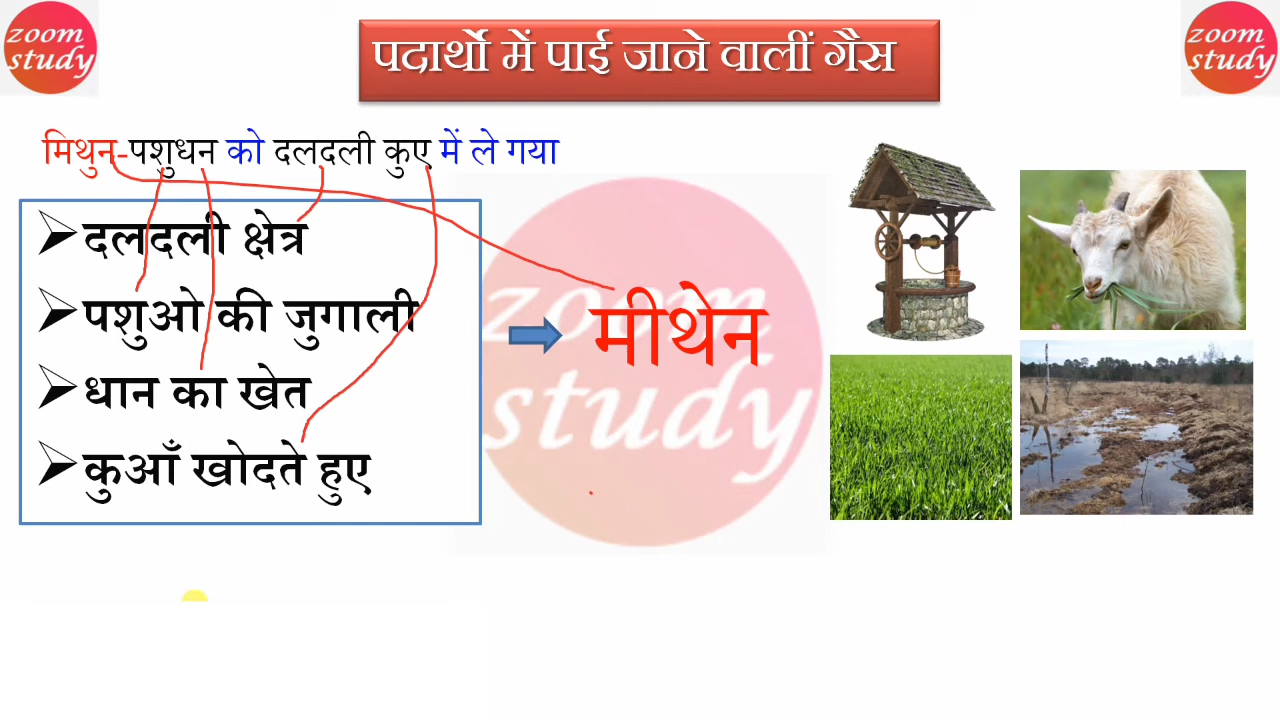 zoom
study
पदार्थो में पाई जाने वालीं गैस
zoom
study
मिथुन-पशुधन को दलदली कुए में ले गया
दलदली क्षेत्र
पशुओ की जुगाली
धान का खेत
कुआँ खोदते हुए
मीथेन
zoom
study